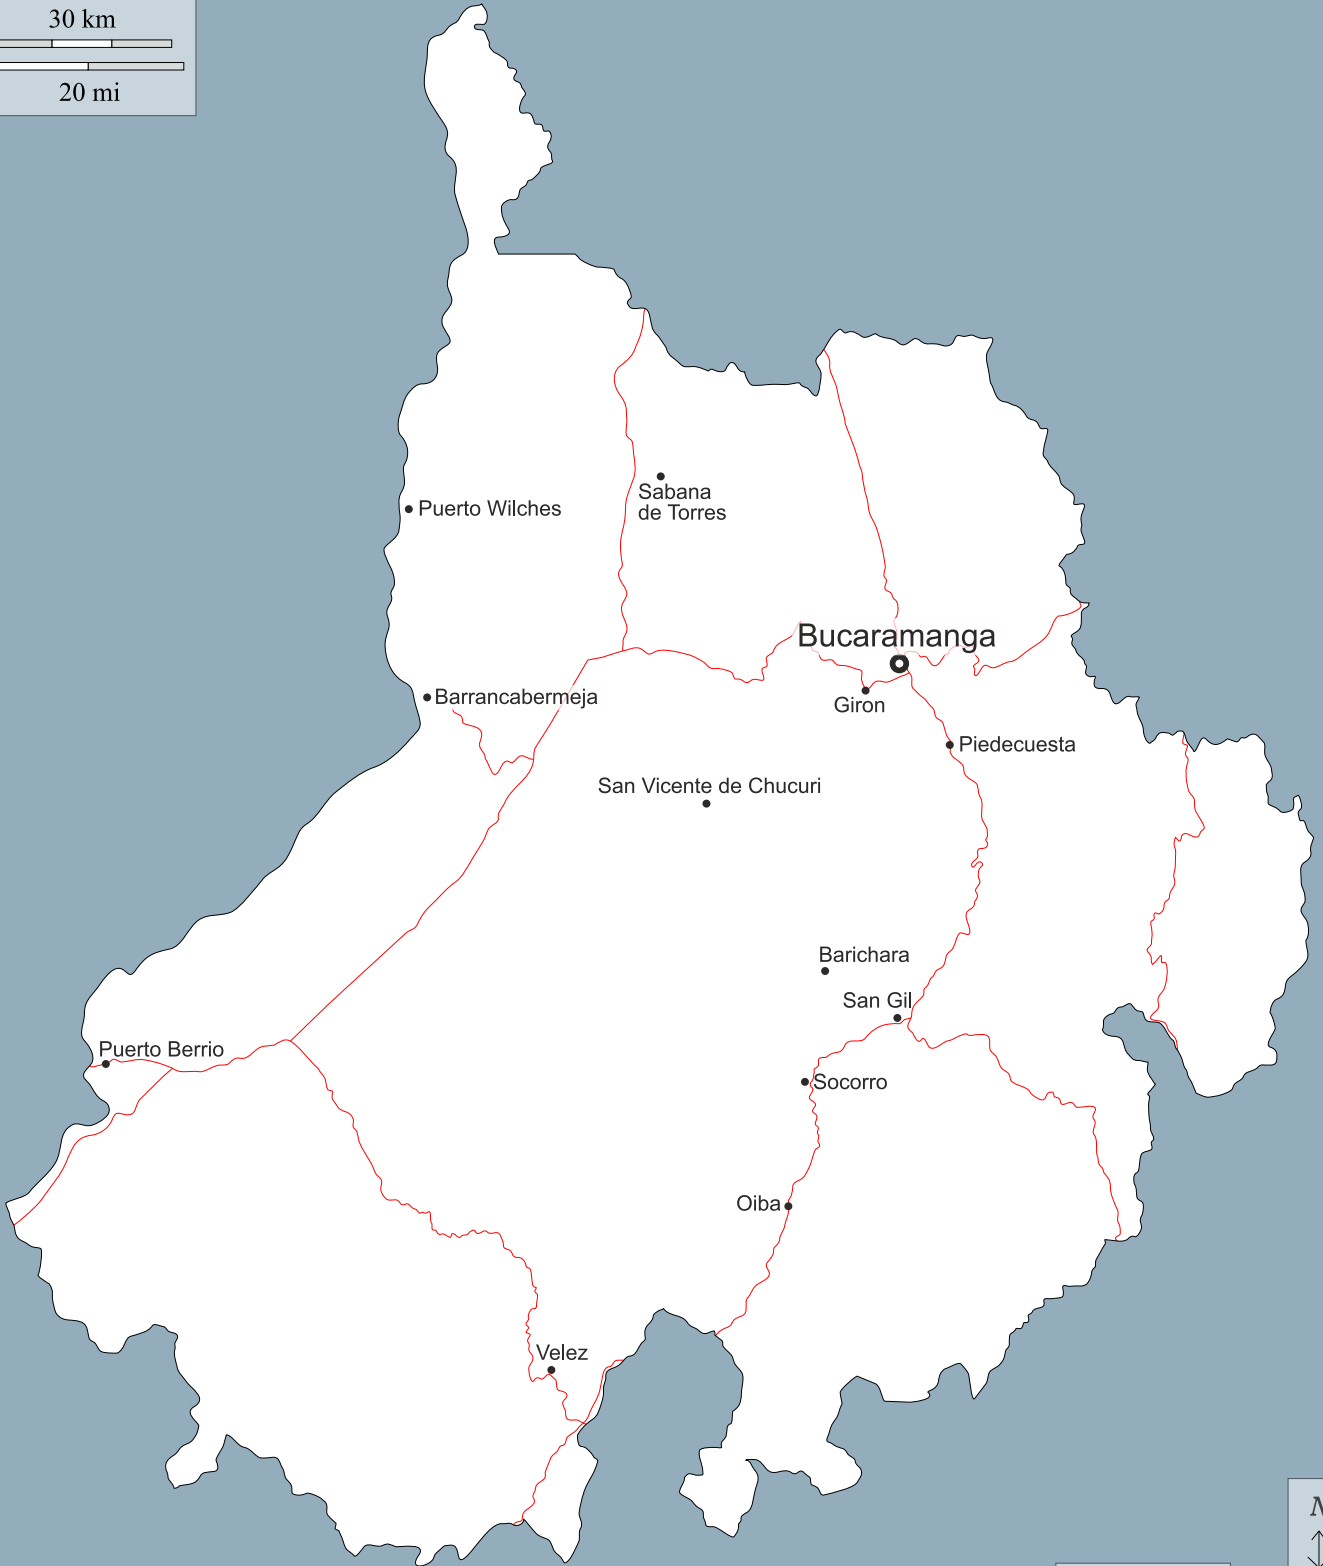 30 km
20 mi
Sabana
de Torres
Puerto Wilches
Bucaramanga
Barrancabermeja
Giron
Piedecuesta
San Vicente de Chucuri
Barichara
San Gil
Puerto Berrio
Socorro
Oiba
Velez
N